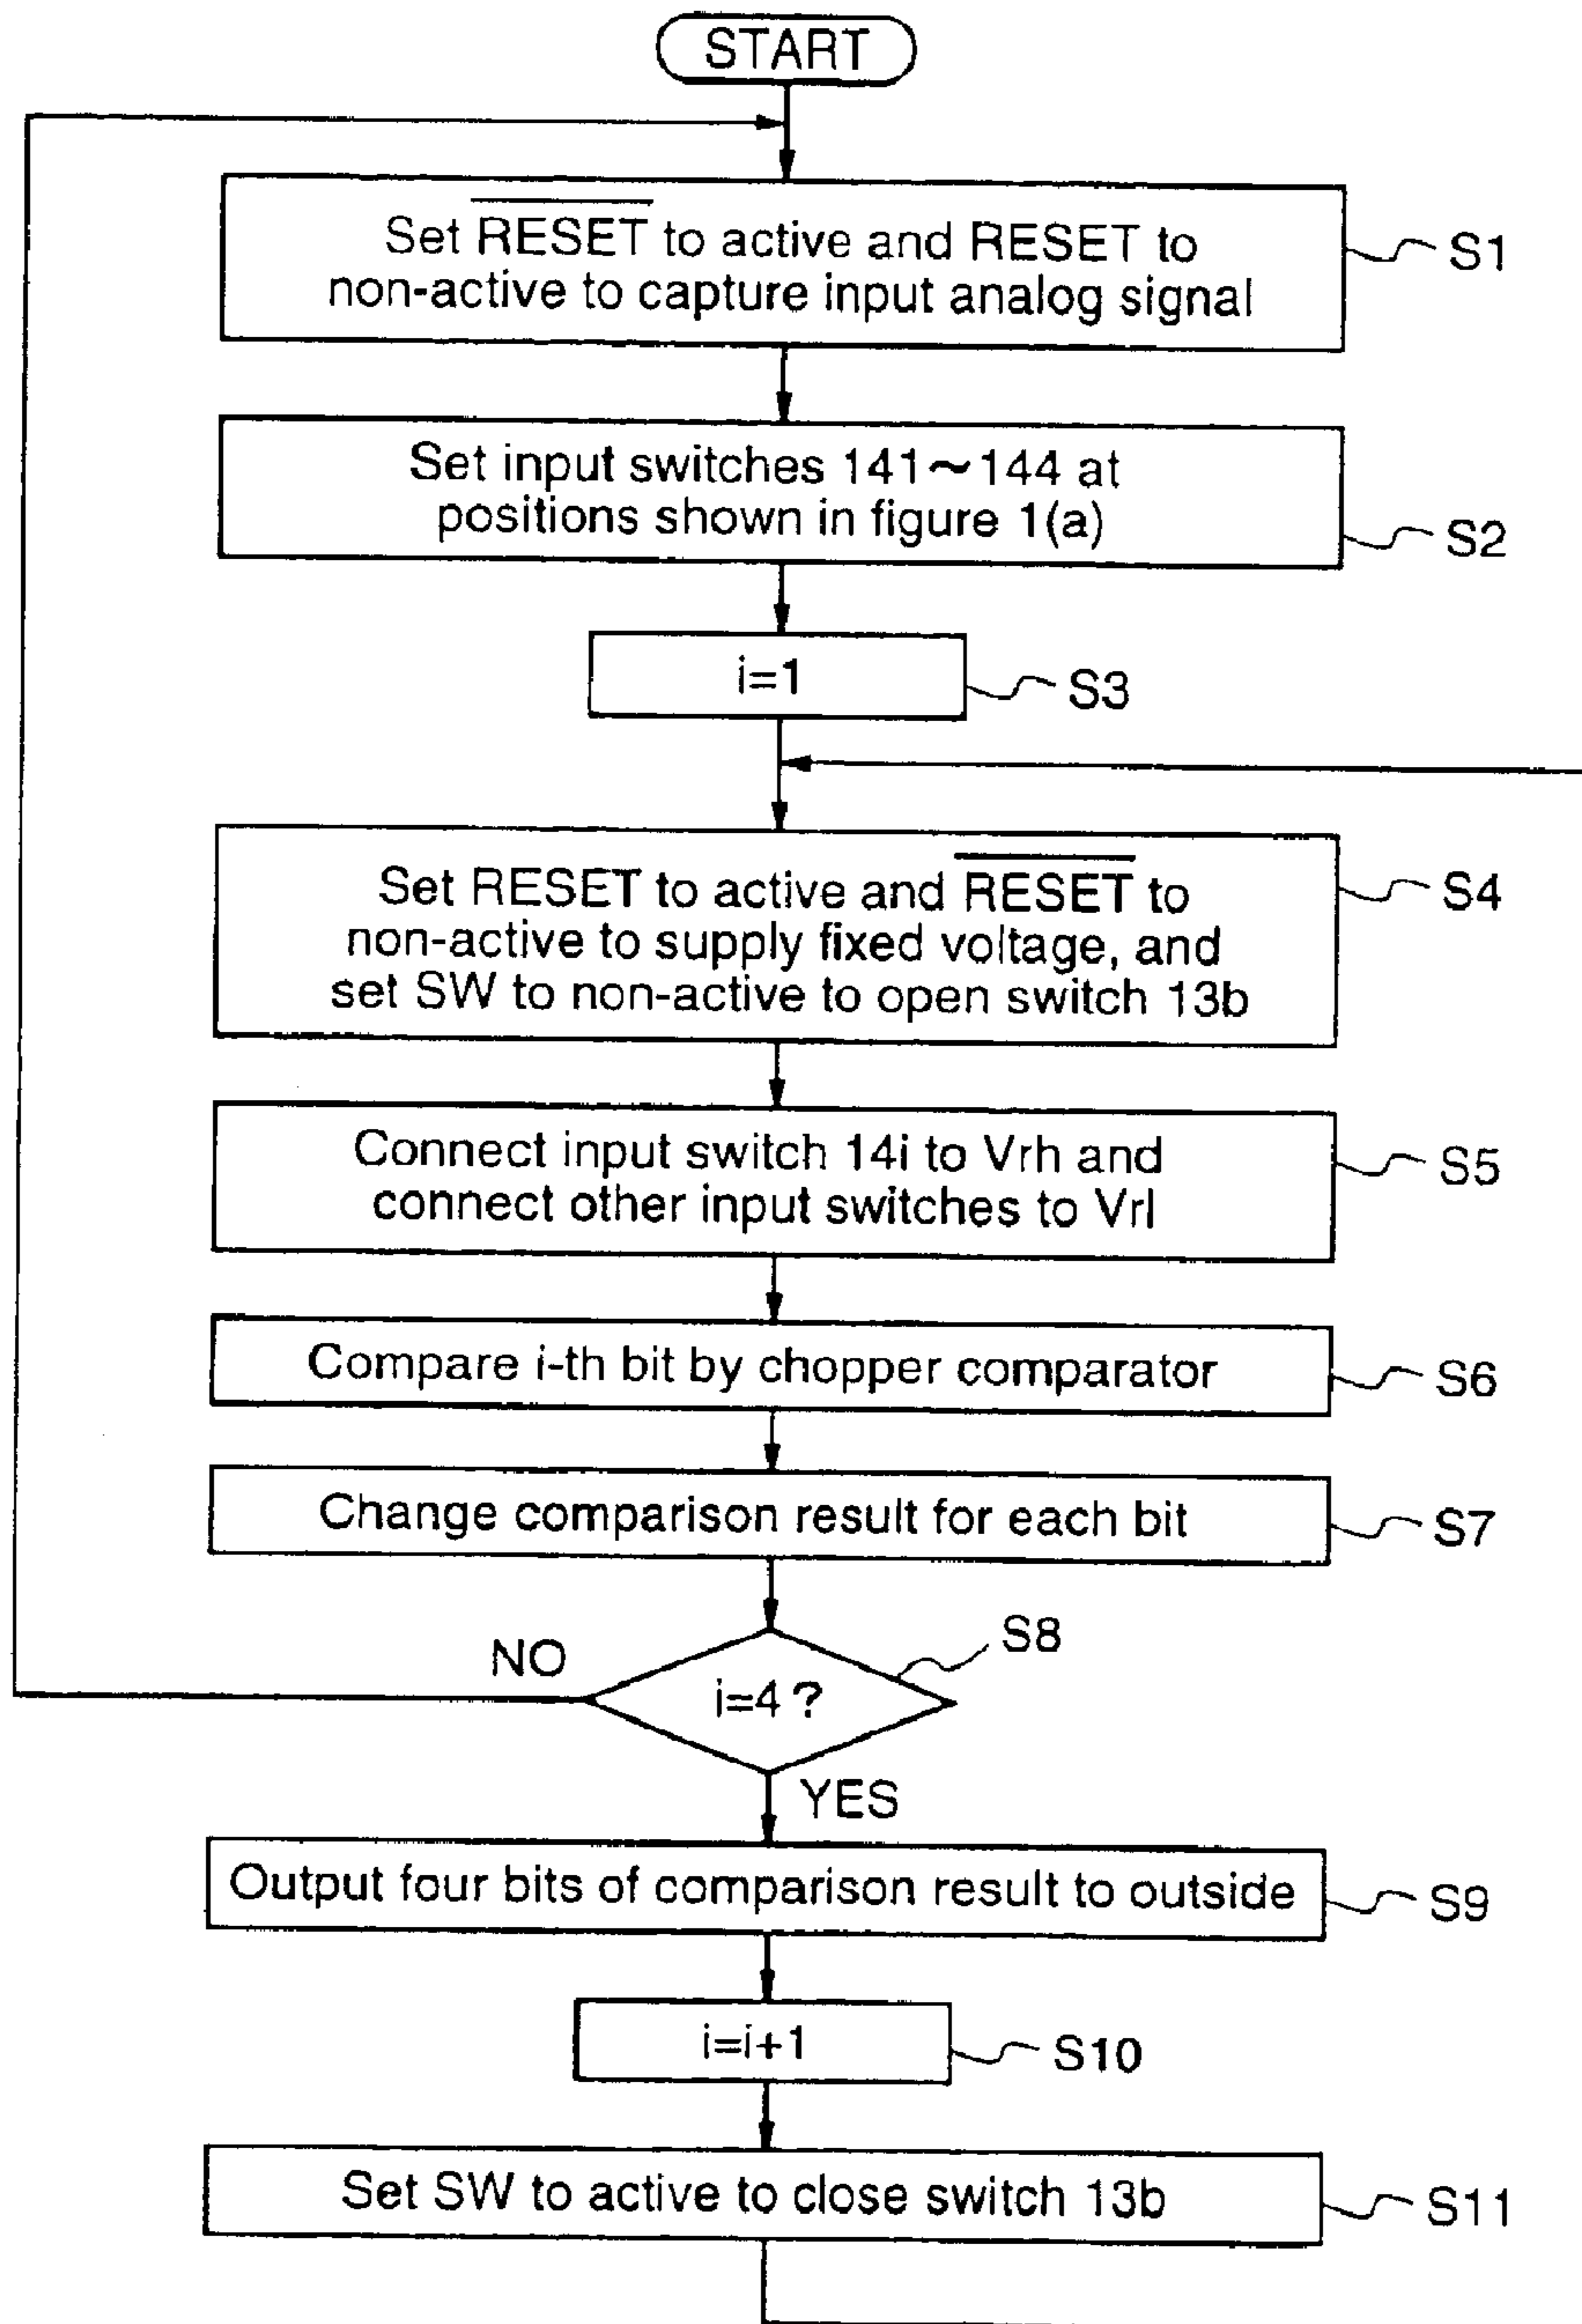 START
Set R̅E̅S̅E̅T̅ to active and RESET to
non-active to capture input analog signal
S1
Set input switches 141~144 at
positions shown in figure 1(a)
S2
i=1
S3
Set RESET to active and R̅E̅S̅E̅T̅ to
non-active to supply fixed voltage, and
set SW to non-active to open switch 13b
S4
Connect input switch 14i to Vrh and
connect other input switches to Vrl
S5
Compare i-th bit by chopper comparator
S6
Change comparison result for each bit
S7
S8
NO
i=4 ?
YES
Output four bits of comparison result to outside
S9
i=i+1
S10
Set SW to active to close switch 13b
S11